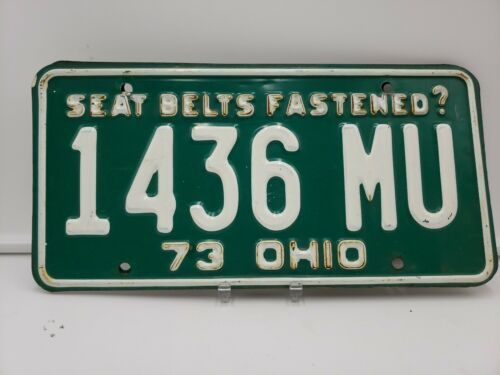 SEAT BELTS FASTENED?
1436 MU
73 OHIO